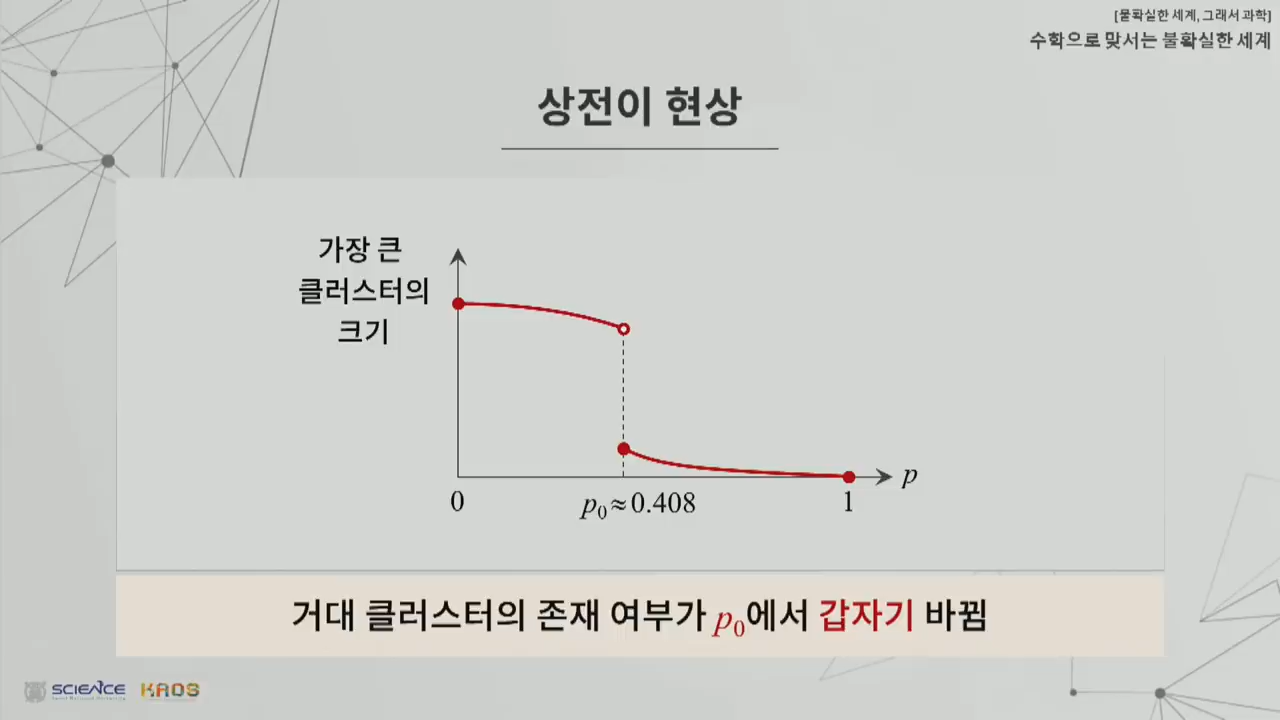 [불확실한 세계, 그래서 과학]
수학으로 맞서는 불확실한 세계
상전이 현상
가장 큰
클러스터의
크기
p
0
p₀≈0.408
1
거대 클러스터의 존재 여부가 p₀에서 갑자기 바뀜
SCIENCE
KAOS